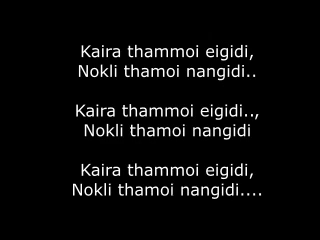 Kaira thammoi eigidi,
Nokli thamoi nangidi..
Kaira thammoi eigidi..,
Nokli thamoi nangidi
Kaira thammoi eigidi,
Nokli thamoi nangidi....